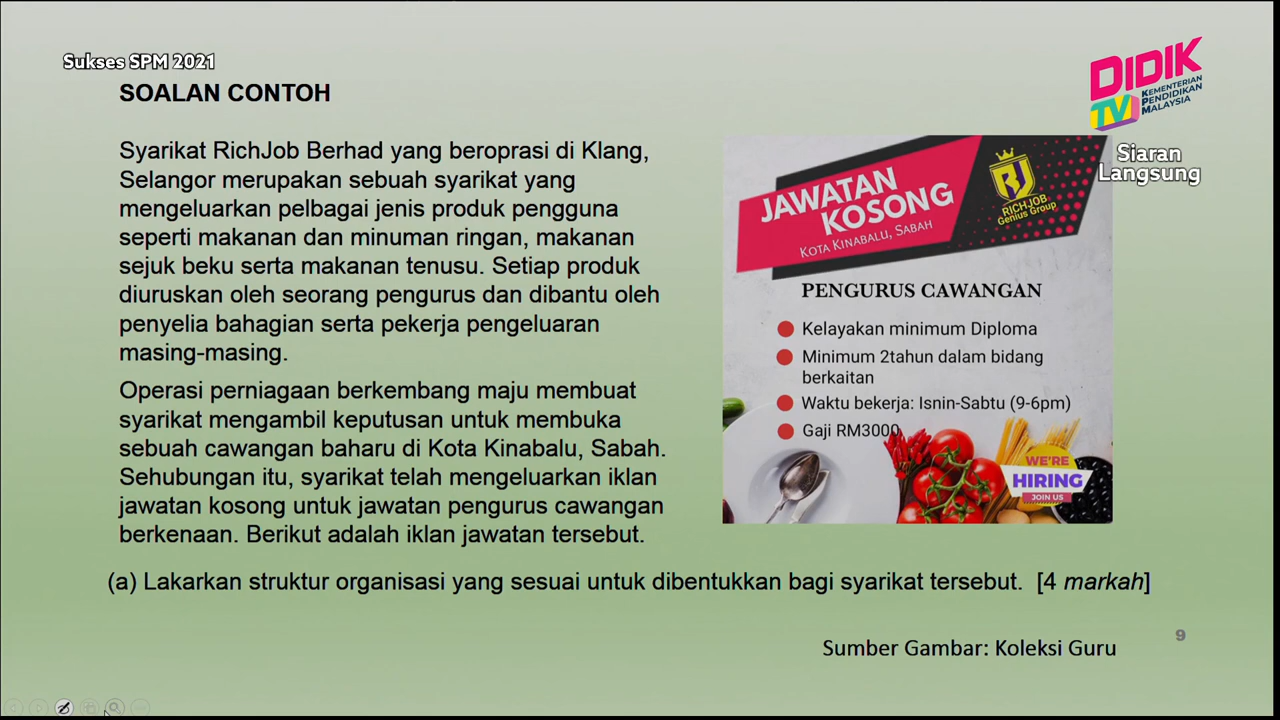 Sukses SPM 2021
SOALAN CONTOH
DIDIK
TV
KEMENTERIAN
PENDIDIKAN
MALAYSIA
Siaran
Langsung
Syarikat RichJob Berhad yang beroprasi di Klang,
Selangor merupakan sebuah syarikat yang
mengeluarkan pelbagai jenis produk pengguna
seperti makanan dan minuman ringan, makanan
sejuk beku serta makanan tenusu. Setiap produk
diuruskan oleh seorang pengurus dan dibantu oleh
penyelia bahagian serta pekerja pengeluaran
masing-masing.
Operasi perniagaan berkembang maju membuat
syarikat mengambil keputusan untuk membuka
sebuah cawangan baharu di Kota Kinabalu, Sabah.
Sehubungan itu, syarikat telah mengeluarkan iklan
jawatan kosong untuk jawatan pengurus cawangan
berkenaan. Berikut adalah iklan jawatan tersebut.
JAWATAN
KOSONG
KOTA KINABALU, SABAH
RJ
RICHJOB
Genius Group
PENGURUS CAWANGAN
Kelayakan minimum Diploma
Minimum 2tahun dalam bidang
berkaitan
Waktu bekerja: Isnin-Sabtu (9-6pm)
Gaji RM3000
WE'RE
HIRING
JOIN US
(a) Lakarkan struktur organisasi yang sesuai untuk dibentukkan bagi syarikat tersebut. [4 markah]
Sumber Gambar: Koleksi Guru
9